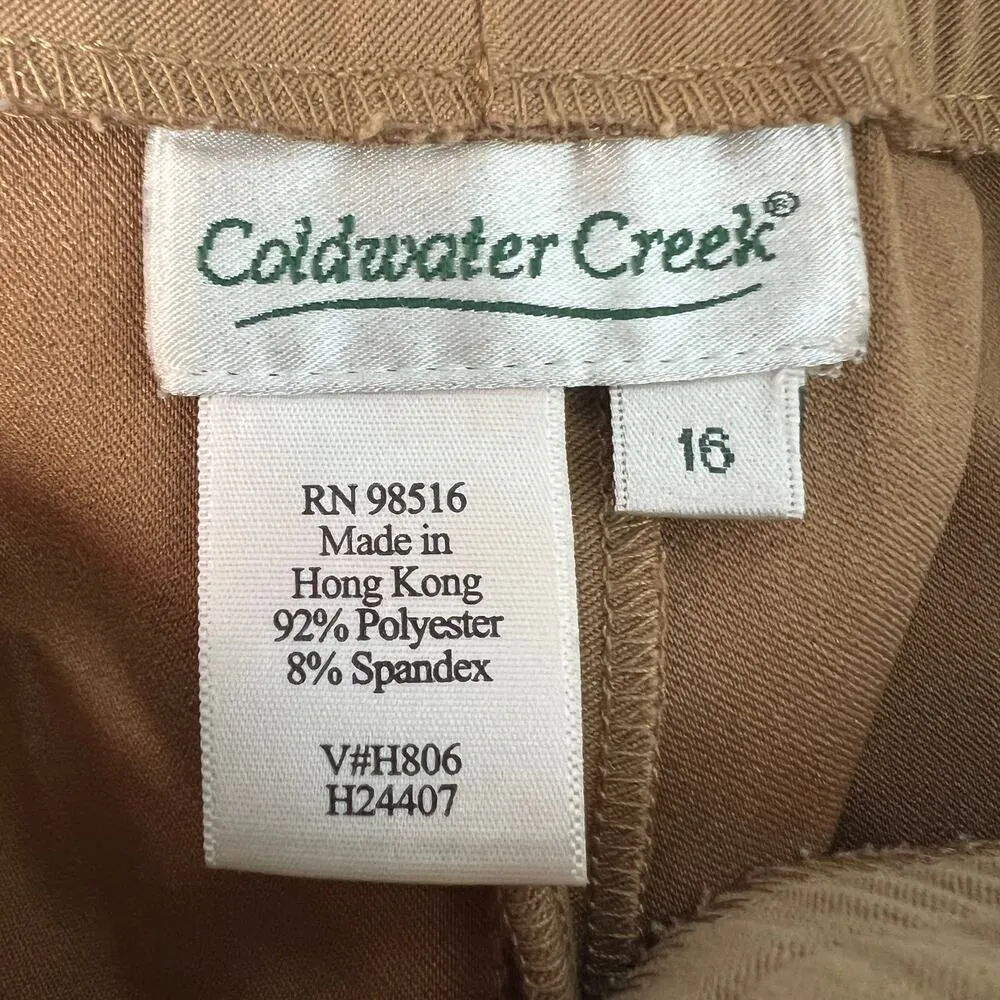 Coldwater Creek®
16
RN 98516
Made in
Hong Kong
92% Polyester
8% Spandex
V#H806
H24407